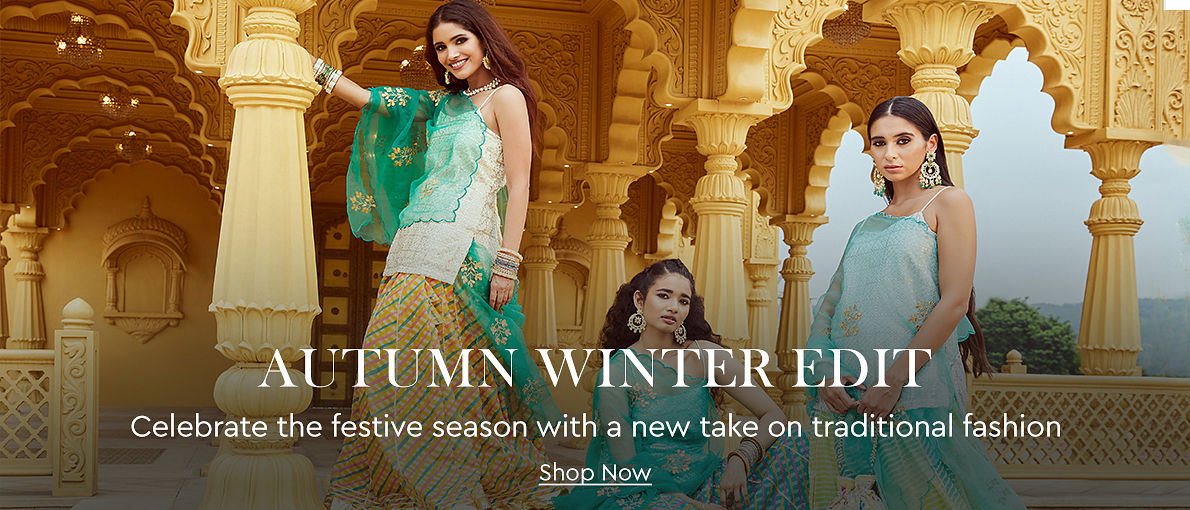 AUTUMN WINTER EDIT
Celebrate the festive season with a new take on traditional fashion
Shop Now